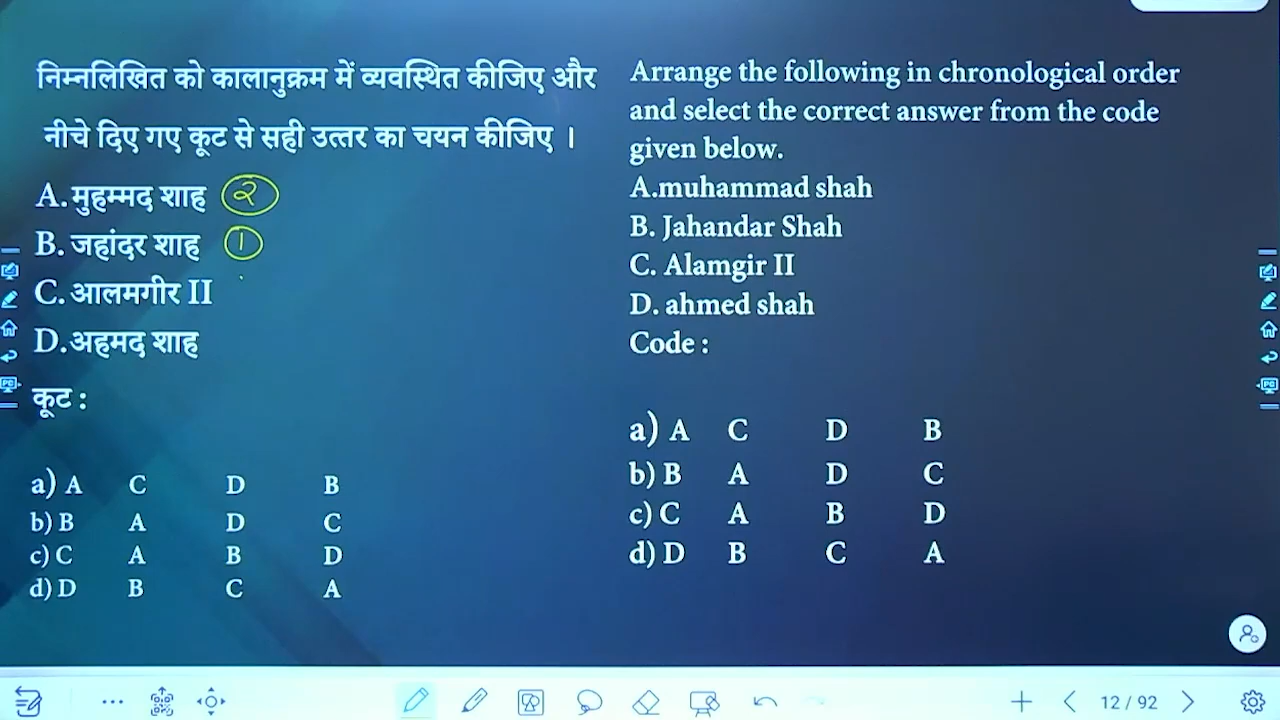 निम्नलिखित को कालानुक्रम में व्यवस्थित कीजिए और
नीचे दिए गए कूट से सही उत्तर का चयन कीजिए ।
A.मुहम्मद शाह २
B. जहांदर शाह 1
C. आलमगीर II
D.अहमद शाह
कूट :
a) A C D B
b) B A D C
c) C A B D
d) D B C A
Arrange the following in chronological order
and select the correct answer from the code
given below.
A.muhammad shah
B. Jahandar Shah
C. Alamgir II
D. ahmed shah
Code :
a) A C D B
b) B A D C
c) C A B D
d) D B C A
12 / 92